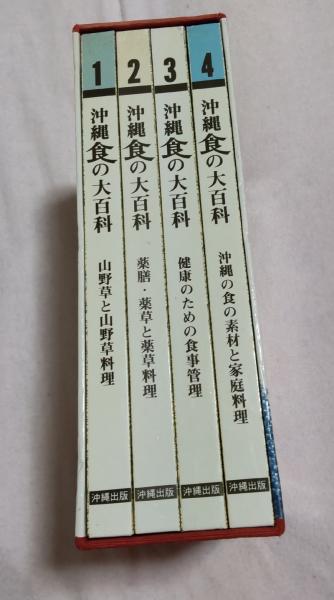 1
沖縄食の大百科
山野草と山野草料理
沖縄出版
2
沖縄食の大百科
薬膳・薬草と薬草料理
沖縄出版
3
沖縄食の大百科
健康のための食事管理
沖縄出版
4
沖縄食の大百科
沖縄の食の素材と家庭料理
沖縄出版